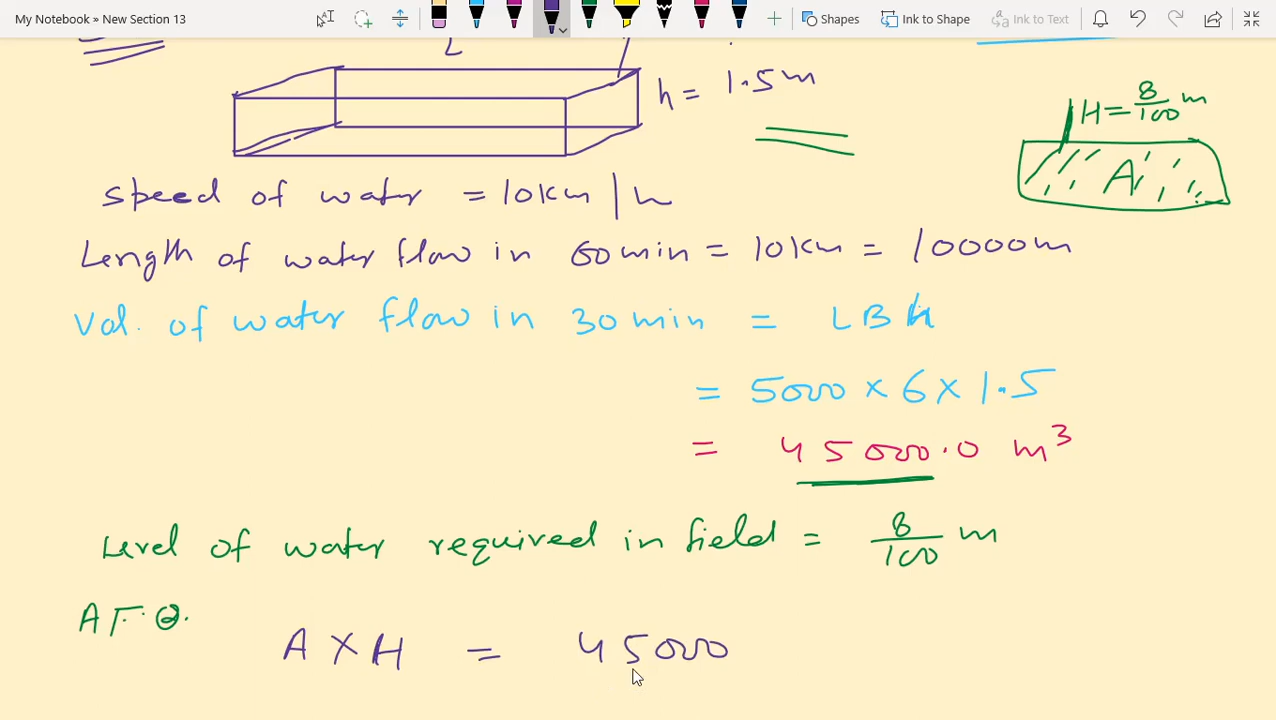 My Notebook » New Section 13
Shapes
Ink to Shape
Ink to Text
L
h = 1.5m
H = 8/100 m
A
speed of water = 10km|h
Length of water flow in 60min = 10km = 10000m
Vol. of water flow in 30min = LBh
= 5000 × 6 × 1.5
= 45000.0 m³
Level of water required in field = 8/100 m
A.T.Q.
A × H = 45000